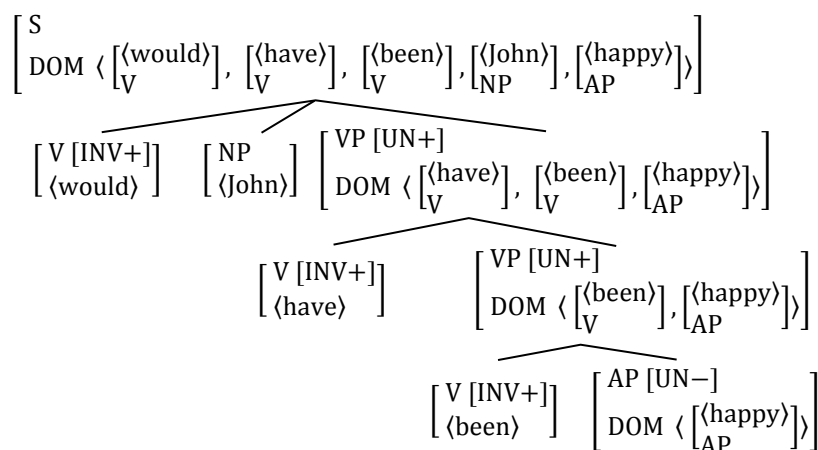 S
DOM ⟨ [⟨would⟩ V], [⟨have⟩ V], [⟨been⟩ V], [⟨John⟩ NP], [⟨happy⟩ AP]⟩
V [INV+] NP VP [UN+]
⟨would⟩ ⟨John⟩ DOM ⟨ [⟨have⟩ V], [⟨been⟩ V], [⟨happy⟩ AP]⟩
V [INV+] VP [UN+]
⟨have⟩ DOM ⟨ [⟨been⟩ V], [⟨happy⟩ AP]⟩
V [INV+] AP [UN−]
⟨been⟩ DOM ⟨ [⟨happy⟩ AP]⟩